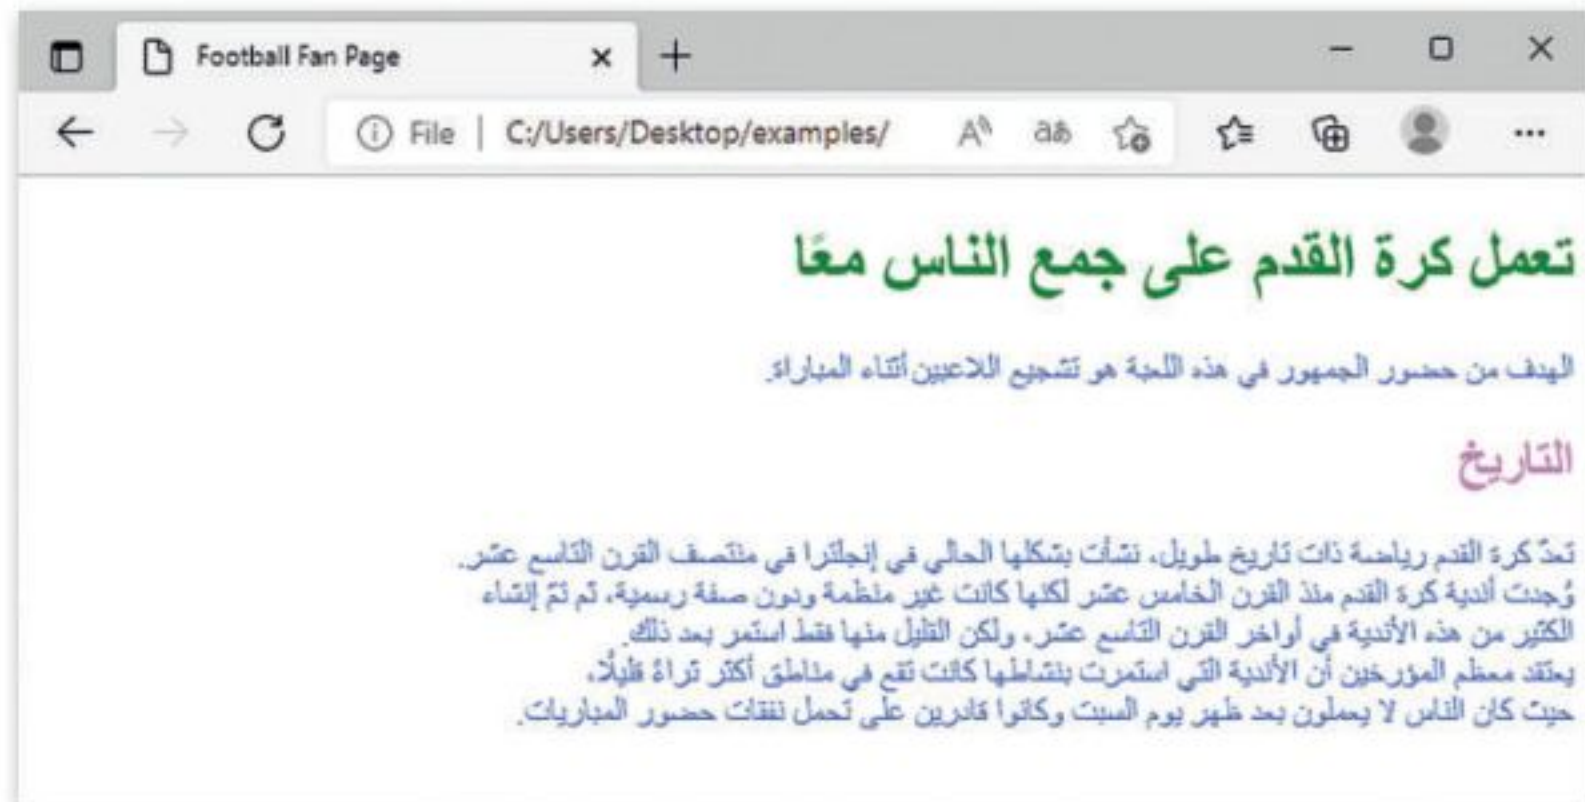 Football Fan Page
File | C:/Users/Desktop/examples/
تعمل كرة القدم على جمع الناس معًا
الهدف من حضور الجمهور في هذه اللعبة هو تشجيع اللاعبين أثناء المباراة.
التاريخ
تعدّ كرة القدم رياضة ذات تاريخ طويل، نشأت بشكلها الحالي في إنجلترا في منتصف القرن التاسع عشر.
وُجدت أندية كرة القدم منذ القرن الخامس عشر لكنها كانت غير منظمة ودون صفة رسمية، ثم تمّ إنشاء
الكثير من هذه الأندية في أواخر القرن التاسع عشر، ولكن القليل منها فقط استمر بعد ذلك.
يعتقد معظم المؤرخين أن الأندية التي استمرت بنشاطها كانت تقع في مناطق أكثر ثراءً قليلًا،
حيث كان الناس لا يعملون بعد ظهر يوم السبت وكانوا قادرين على تحمل نفقات حضور المباريات.